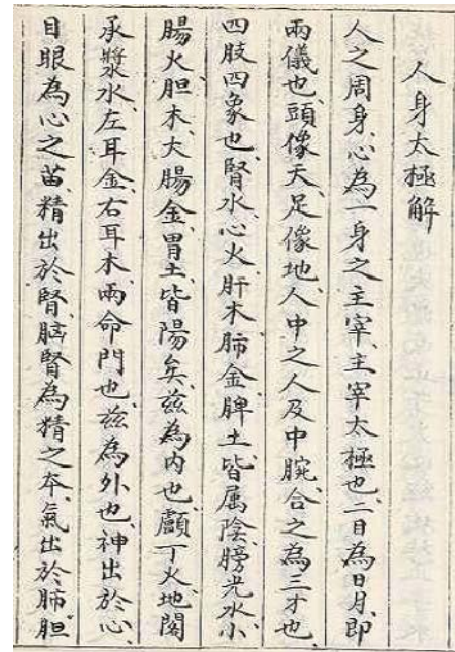 人身太極解
人之周身、心為一身之主宰、主宰太極也、二目為日月、即
兩儀也、頭像天、足像地、人中之人及中腕、合之為三才也、
四肢四象也、腎水、心火、肝木、肺金、脾土、皆属陰、膀光水、小
腸火、胆木、大腸金、胃土、皆陽矣、兹為内也、顱丁火、地閣
承漿水、左耳金、右耳木、兩命門也、兹為外也、神出於心、
目眼為心之苗、精出於腎、腦腎為精之本、氣出於肺、胆